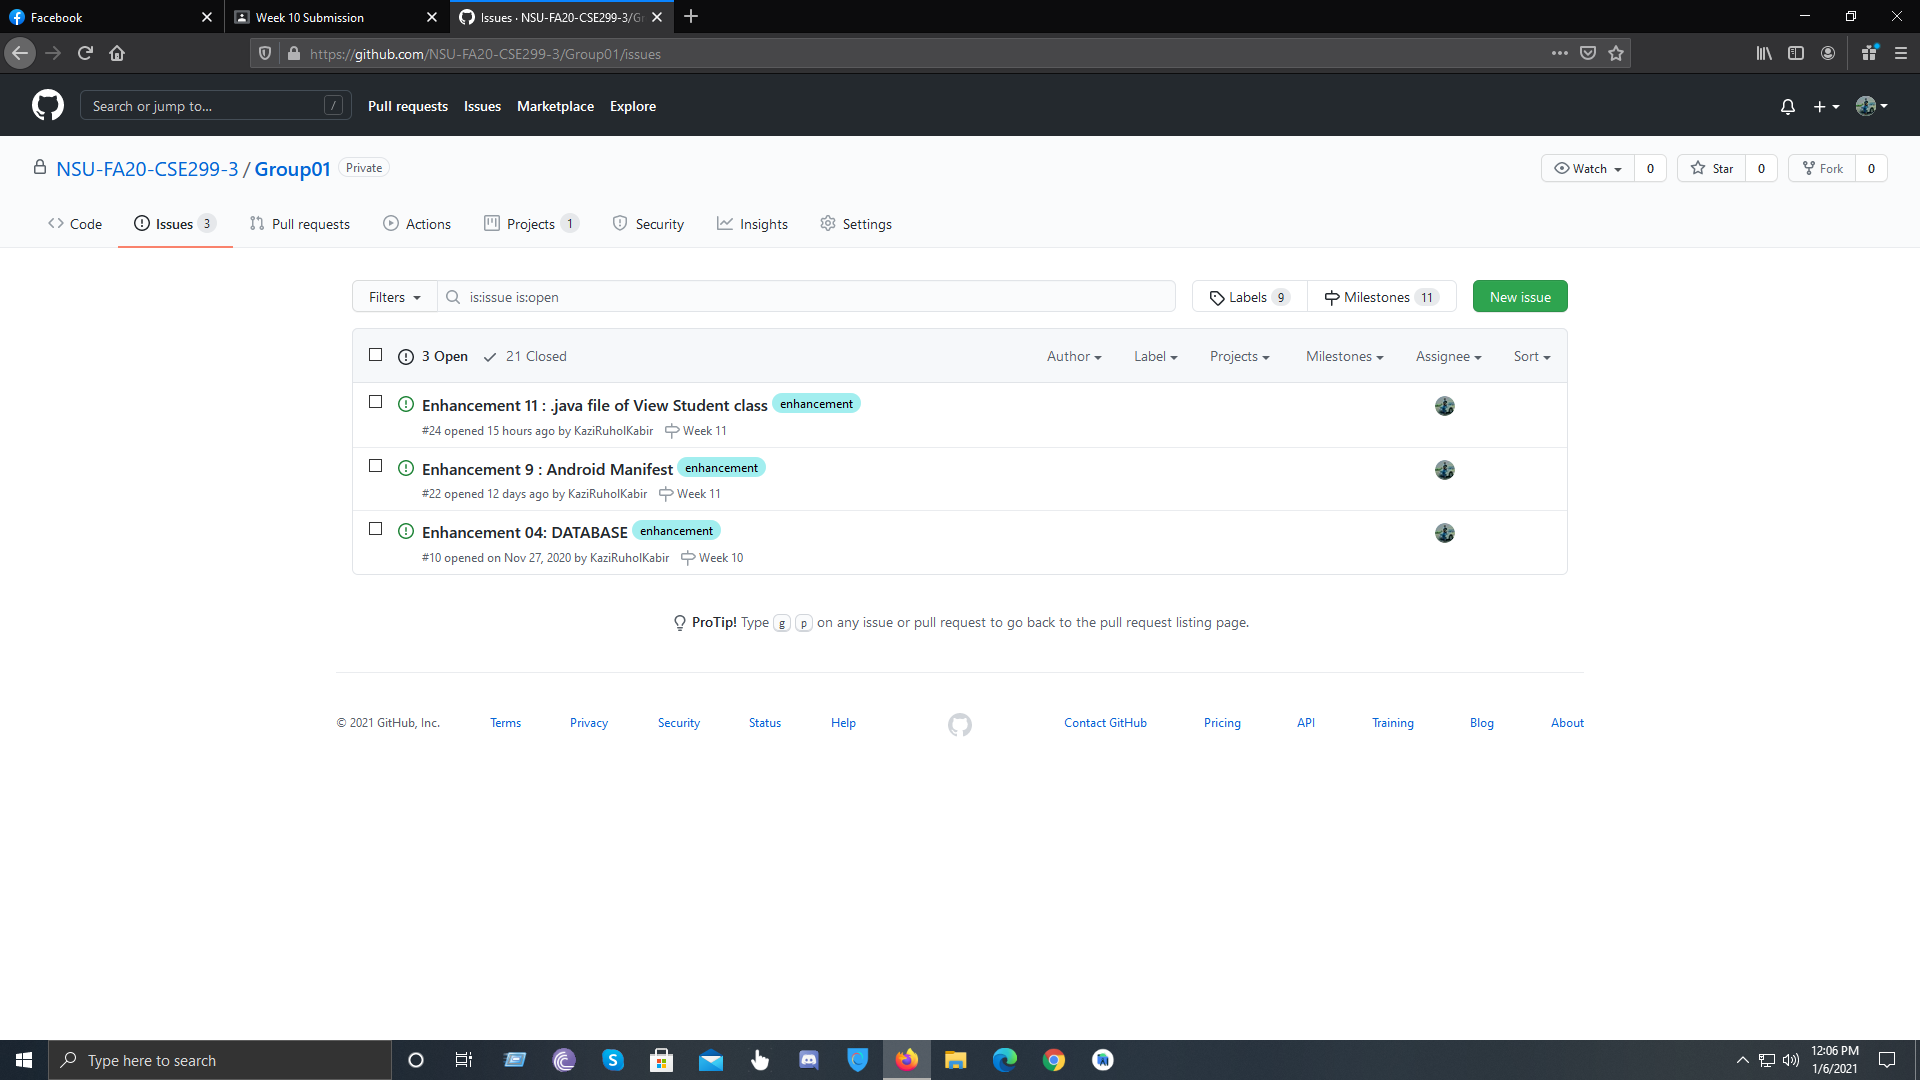 Facebook
Week 10 Submission
Issues · NSU-FA20-CSE299-3/Gr
https://github.com/NSU-FA20-CSE299-3/Group01/issues
Search or jump to... /
Pull requests Issues Marketplace Explore
NSU-FA20-CSE299-3 / Group01 Private
Watch 0 Star 0 Fork 0
Code Issues 3 Pull requests Actions Projects 1 Security Insights Settings
Filters is:issue is:open Labels 9 Milestones 11 New issue
3 Open 21 Closed Author Label Projects Milestones Assignee Sort
Enhancement 11 : .java file of View Student class enhancement
#24 opened 15 hours ago by KaziRuholKabir Week 11
Enhancement 9 : Android Manifest enhancement
#22 opened 12 days ago by KaziRuholKabir Week 11
Enhancement 04: DATABASE enhancement
#10 opened on Nov 27, 2020 by KaziRuholKabir Week 10
ProTip! Type g p on any issue or pull request to go back to the pull request listing page.
© 2021 GitHub, Inc. Terms Privacy Security Status Help Contact GitHub Pricing API Training Blog About
Type here to search
12:06 PM
1/6/2021